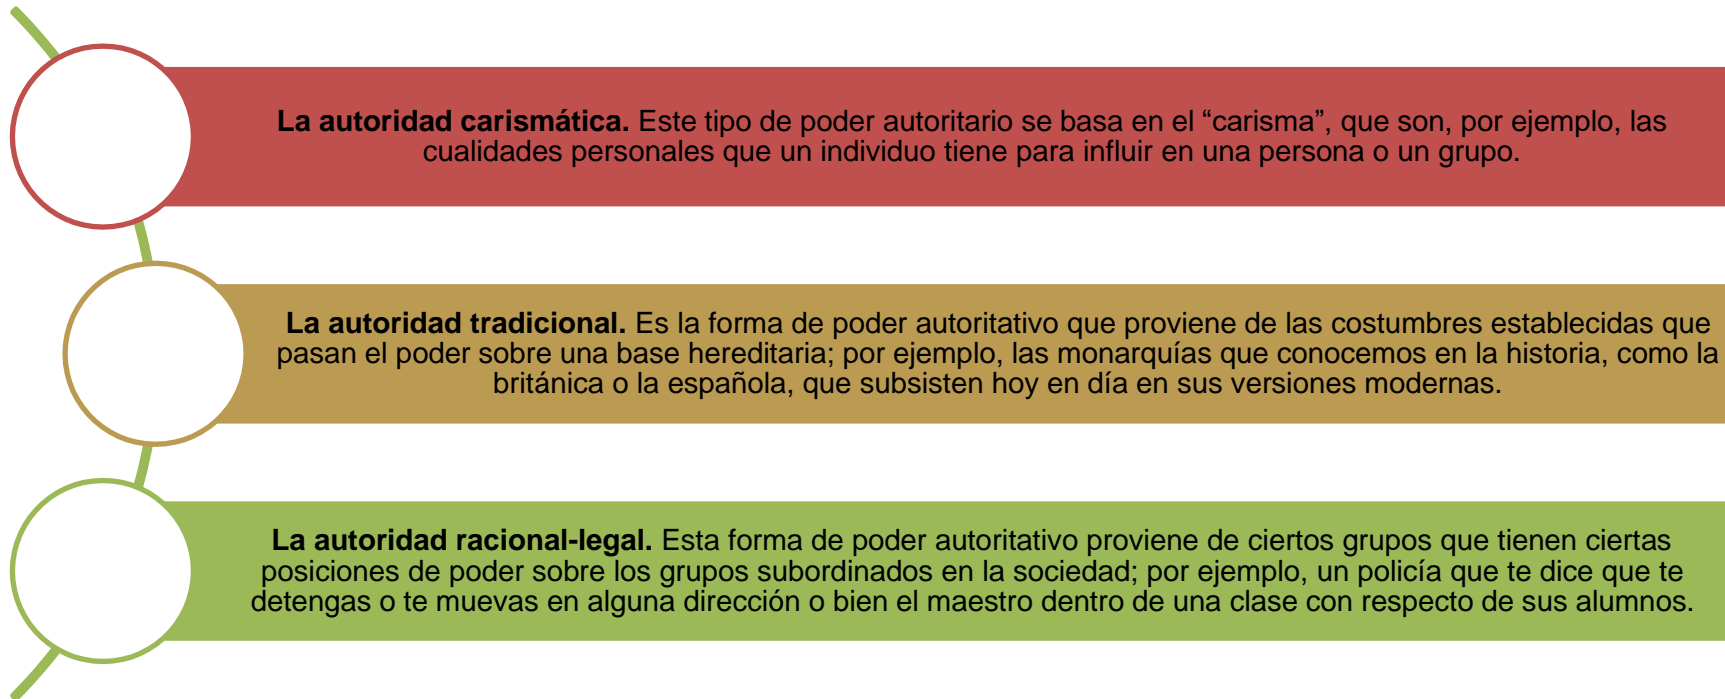 La autoridad carismática. Este tipo de poder autoritario se basa en el “carisma”, que son, por ejemplo, las
cualidades personales que un individuo tiene para influir en una persona o un grupo.
La autoridad tradicional. Es la forma de poder autoritativo que proviene de las costumbres establecidas que
pasan el poder sobre una base hereditaria; por ejemplo, las monarquías que conocemos en la historia, como la
británica o la española, que subsisten hoy en día en sus versiones modernas.
La autoridad racional-legal. Esta forma de poder autoritativo proviene de ciertos grupos que tienen ciertas
posiciones de poder sobre los grupos subordinados en la sociedad; por ejemplo, un policía que te dice que te
detengas o te muevas en alguna dirección o bien el maestro dentro de una clase con respecto de sus alumnos.